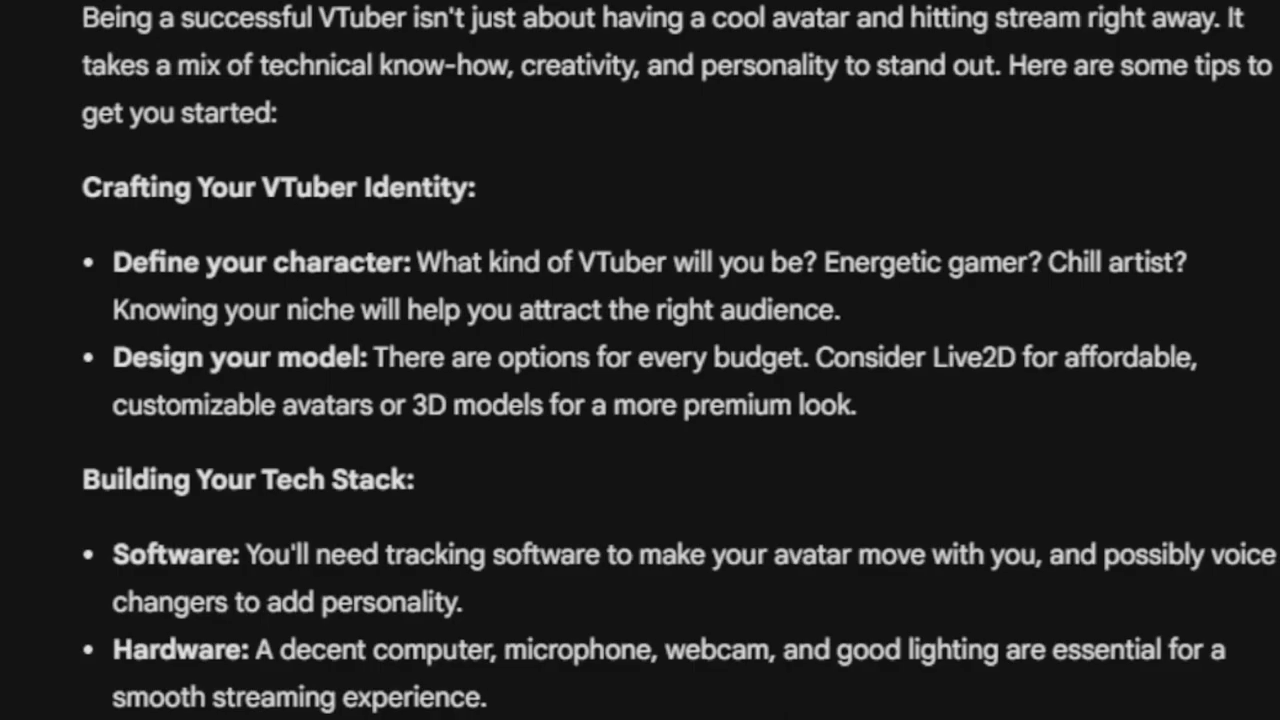 Being a successful VTuber isn't just about having a cool avatar and hitting stream right away. It
takes a mix of technical know-how, creativity, and personality to stand out. Here are some tips to
get you started:
Crafting Your VTuber Identity:
• Define your character: What kind of VTuber will you be? Energetic gamer? Chill artist?
Knowing your niche will help you attract the right audience.
• Design your model: There are options for every budget. Consider Live2D for affordable,
customizable avatars or 3D models for a more premium look.
Building Your Tech Stack:
• Software: You'll need tracking software to make your avatar move with you, and possibly voice
changers to add personality.
• Hardware: A decent computer, microphone, webcam, and good lighting are essential for a
smooth streaming experience.